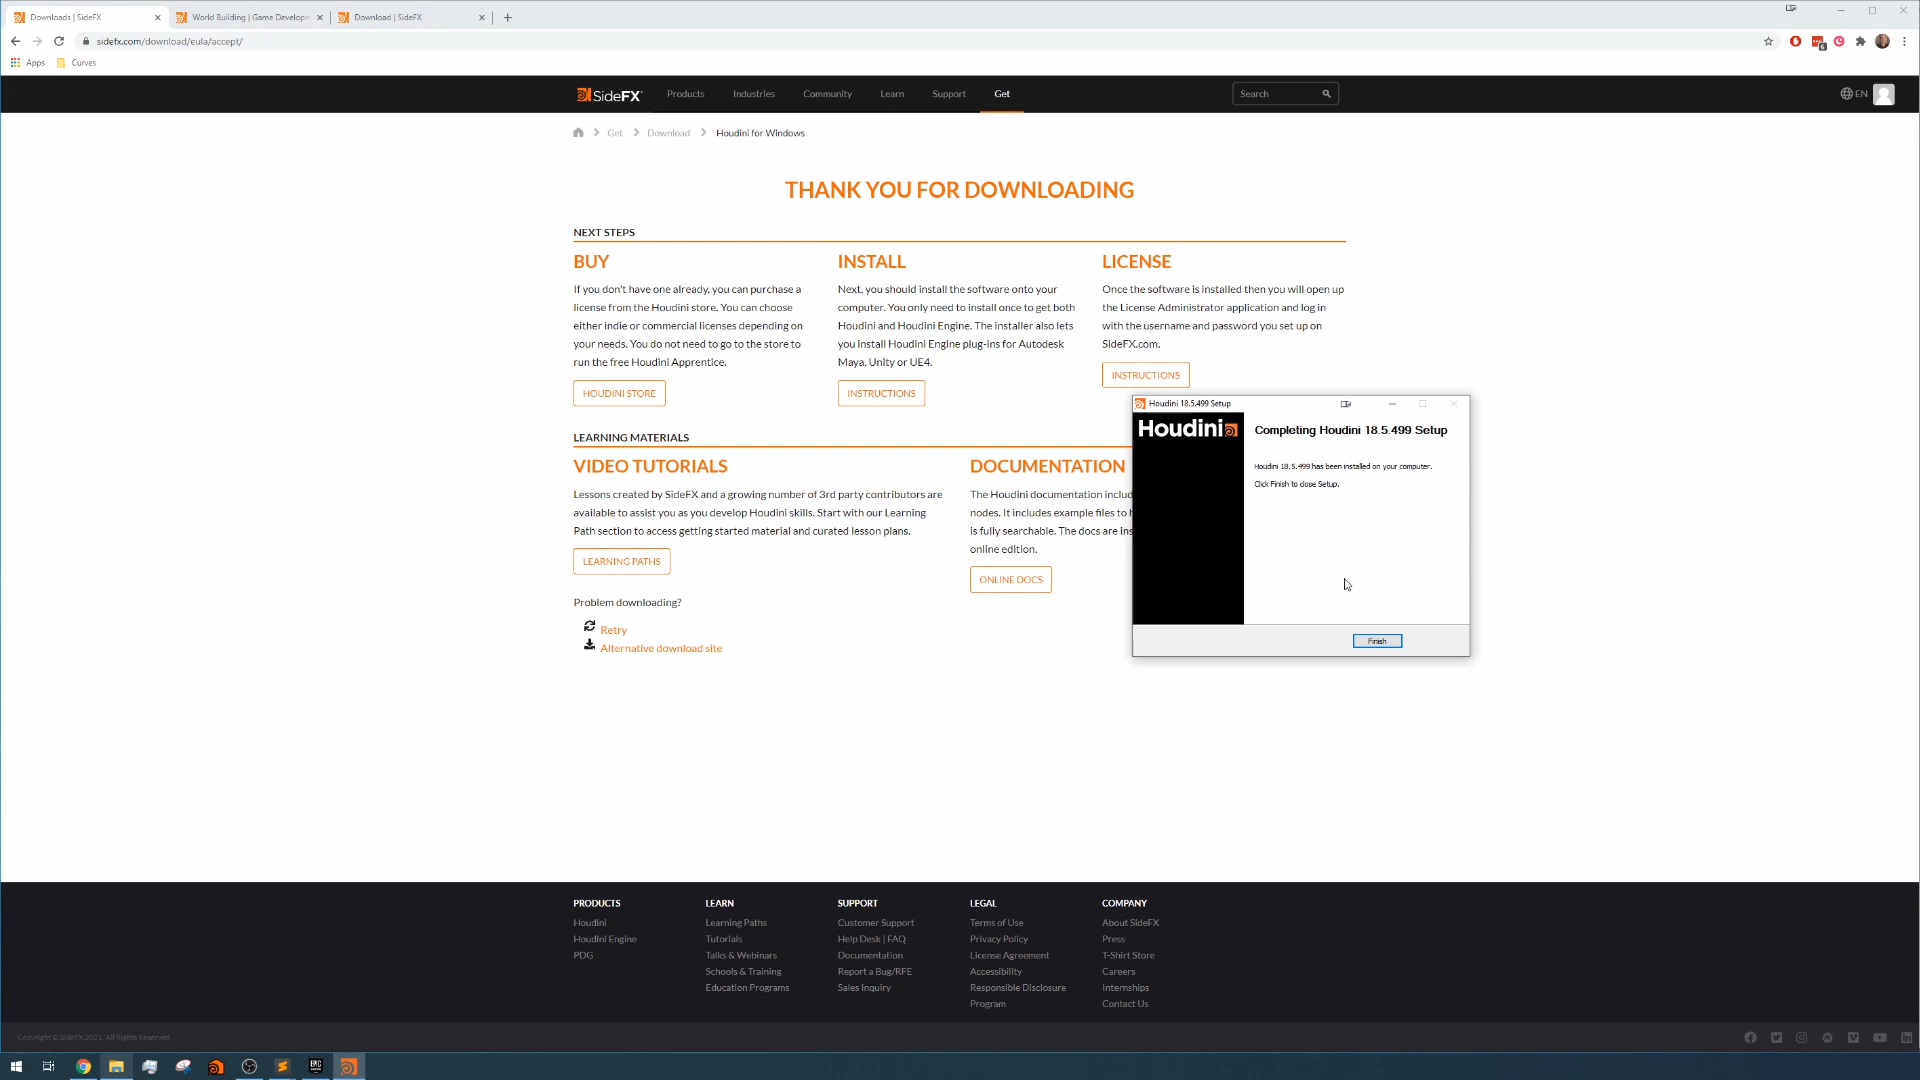 Downloads | SideFX
World Building | Game Developm
Download | SideFX
sidefx.com/download/eula/accept/
Apps
Curves
SideFX
Products
Industries
Community
Learn
Support
Get
Search
EN
Get
Download
Houdini for Windows
THANK YOU FOR DOWNLOADING
NEXT STEPS
BUY
If you don't have one already, you can purchase a
license from the Houdini store. You can choose
either indie or commercial licenses depending on
your needs. You do not need to go to the store to
run the free Houdini Apprentice.
HOUDINI STORE
INSTALL
Next, you should install the software onto your
computer. You only need to install once to get both
Houdini and Houdini Engine. The installer also lets
you install Houdini Engine plug-ins for Autodesk
Maya, Unity or UE4.
INSTRUCTIONS
LICENSE
Once the software is installed then you will open up
the License Administrator application and log in
with the username and password you set up on
SideFX.com.
INSTRUCTIONS
LEARNING MATERIALS
VIDEO TUTORIALS
Lessons created by SideFX and a growing number of 3rd party contributors are
available to assist you as you develop Houdini skills. Start with our Learning
Path section to access getting started material and curated lesson plans.
LEARNING PATHS
DOCUMENTATION
The Houdini documentation includ
nodes. It includes example files to h
is fully searchable. The docs are ins
online edition.
ONLINE DOCS
Problem downloading?
Retry
Alternative download site
Houdini 18.5.499 Setup
Houdini
Completing Houdini 18.5.499 Setup
Houdini 18.5.499 has been installed on your computer.
Click Finish to close Setup.
Finish
PRODUCTS
Houdini
Houdini Engine
PDG
LEARN
Learning Paths
Tutorials
Talks & Webinars
Schools & Training
Education Programs
SUPPORT
Customer Support
Help Desk | FAQ
Documentation
Report a Bug/RFE
Sales Inquiry
LEGAL
Terms of Use
Privacy Policy
License Agreement
Accessibility
Responsible Disclosure
Program
COMPANY
About SideFX
Press
T-Shirt Store
Careers
Internships
Contact Us
Copyright © SideFX 2021. All Rights Reserved.
EPIC